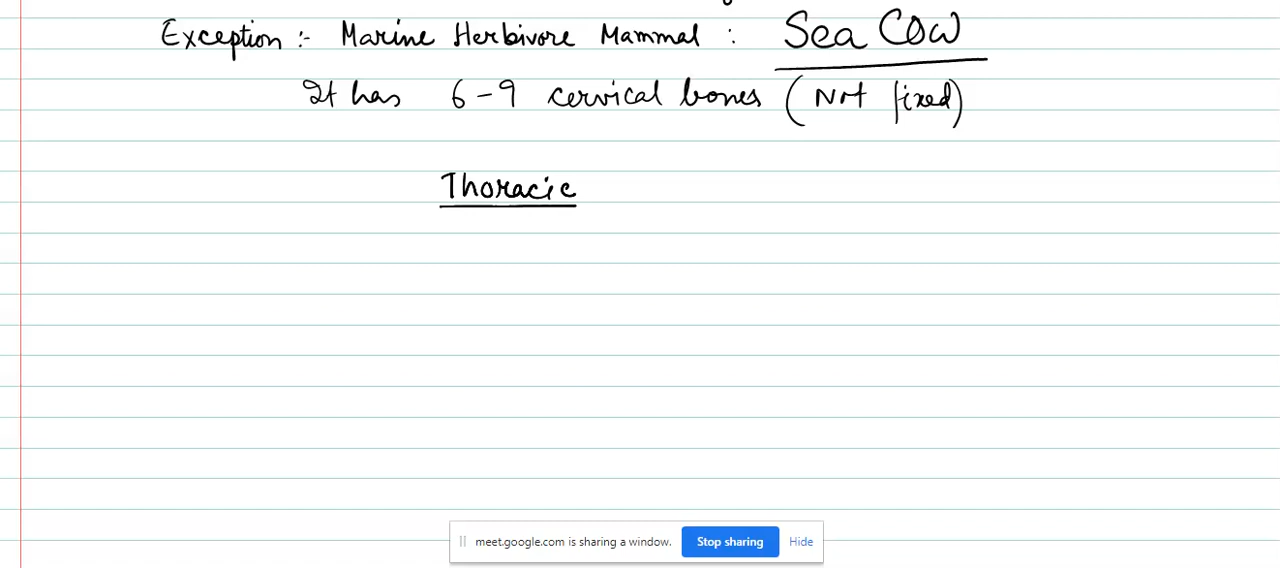 Exception :- Marine Herbivore Mammal : Sea Cow
It has 6-9 cervical bones (Not fixed)
Thoracic
meet.google.com is sharing a window. Stop sharing Hide